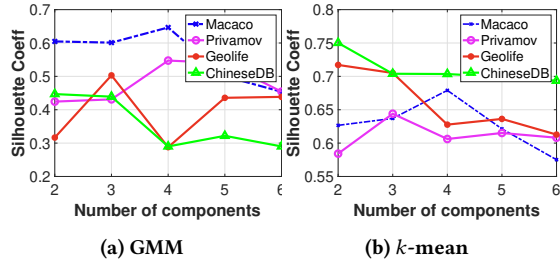 0.7
0.6
0.5
0.4
0.3
0.2
Silhouette Coeff
2
3
4
5
6
Number of components
Macaco
Privamov
Geolife
ChineseDB
(a) GMM
0.8
0.75
0.7
0.65
0.6
0.55
Silhouette Coeff
2
3
4
5
6
Number of components
Macaco
Privamov
Geolife
ChineseDB
(b) k-mean